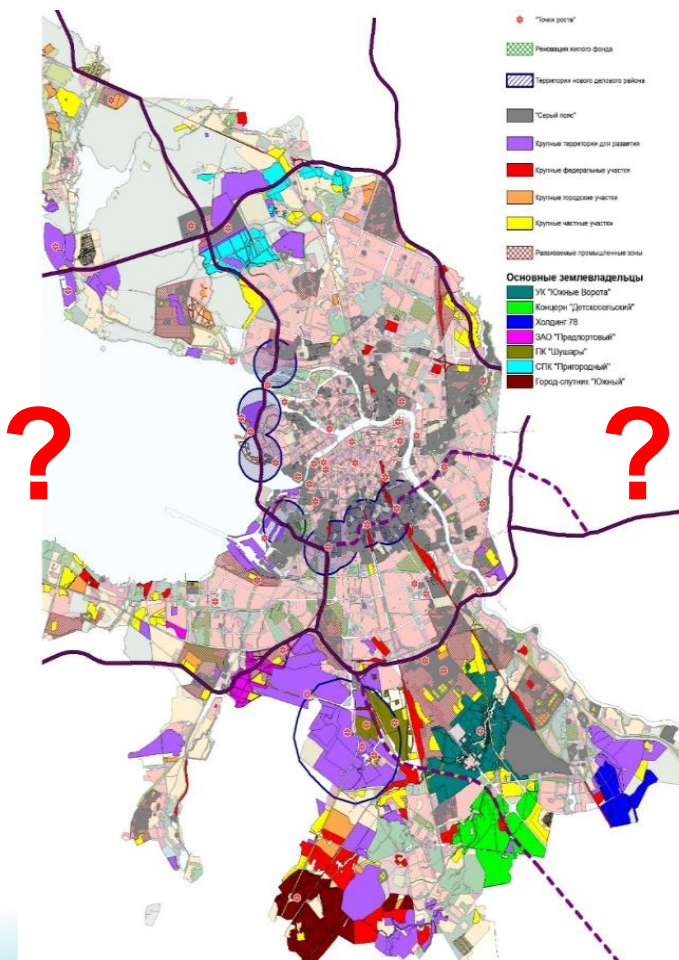 "Точки роста"
Реновация жилого фонда
Территории нового делового района
"Серый пояс"
Крупные территории для развития
Крупные федеральные участки
Крупные городские участки
Крупные частные участки
Развиваемые промышленные зоны
Основные землевладельцы
УК "Южные Ворота"
Концерн "Детскосельский"
Холдинг 78
ЗАО "Предпортовый"
ПК "Шушары"
СПК "Пригородный"
Город-спутник "Южный"
? ?